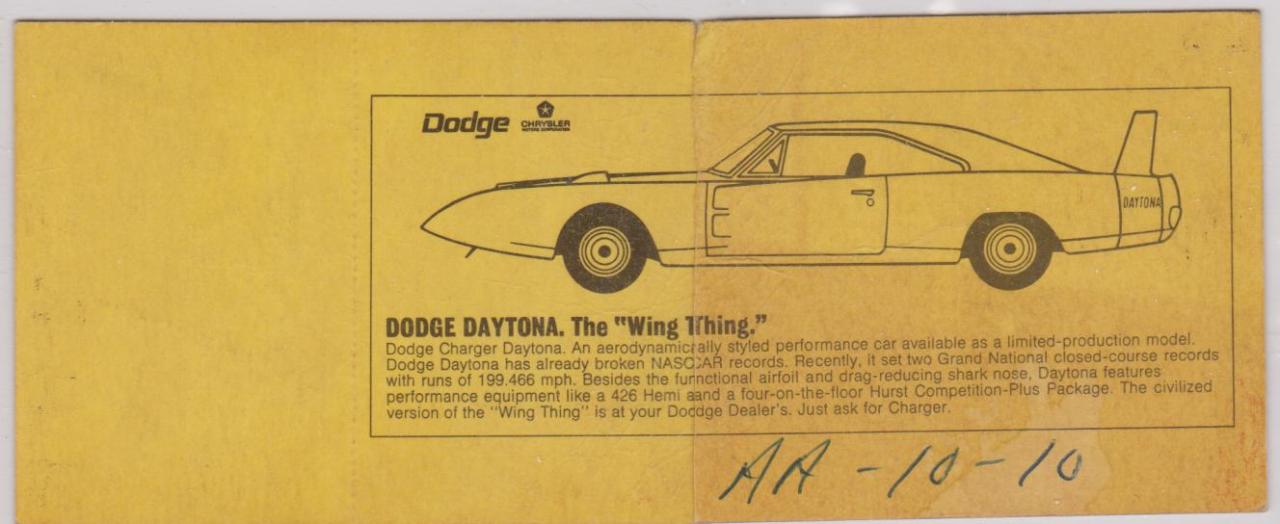 Dodge CHRYSLER
MOTORS CORPORATION
DAYTONA
DODGE DAYTONA. The "Wing Thing."
Dodge Charger Daytona. An aerodynamically styled performance car available as a limited-production model.
Dodge Daytona has already broken NASCAR records. Recently, it set two Grand National closed-course records
with runs of 199.466 mph. Besides the functional airfoil and drag-reducing shark nose, Daytona features
performance equipment like a 426 Hemi and a four-on-the-floor Hurst Competition-Plus Package. The civilized
version of the "Wing Thing" is at your Dodge Dealer's. Just ask for Charger.
AA-10-10